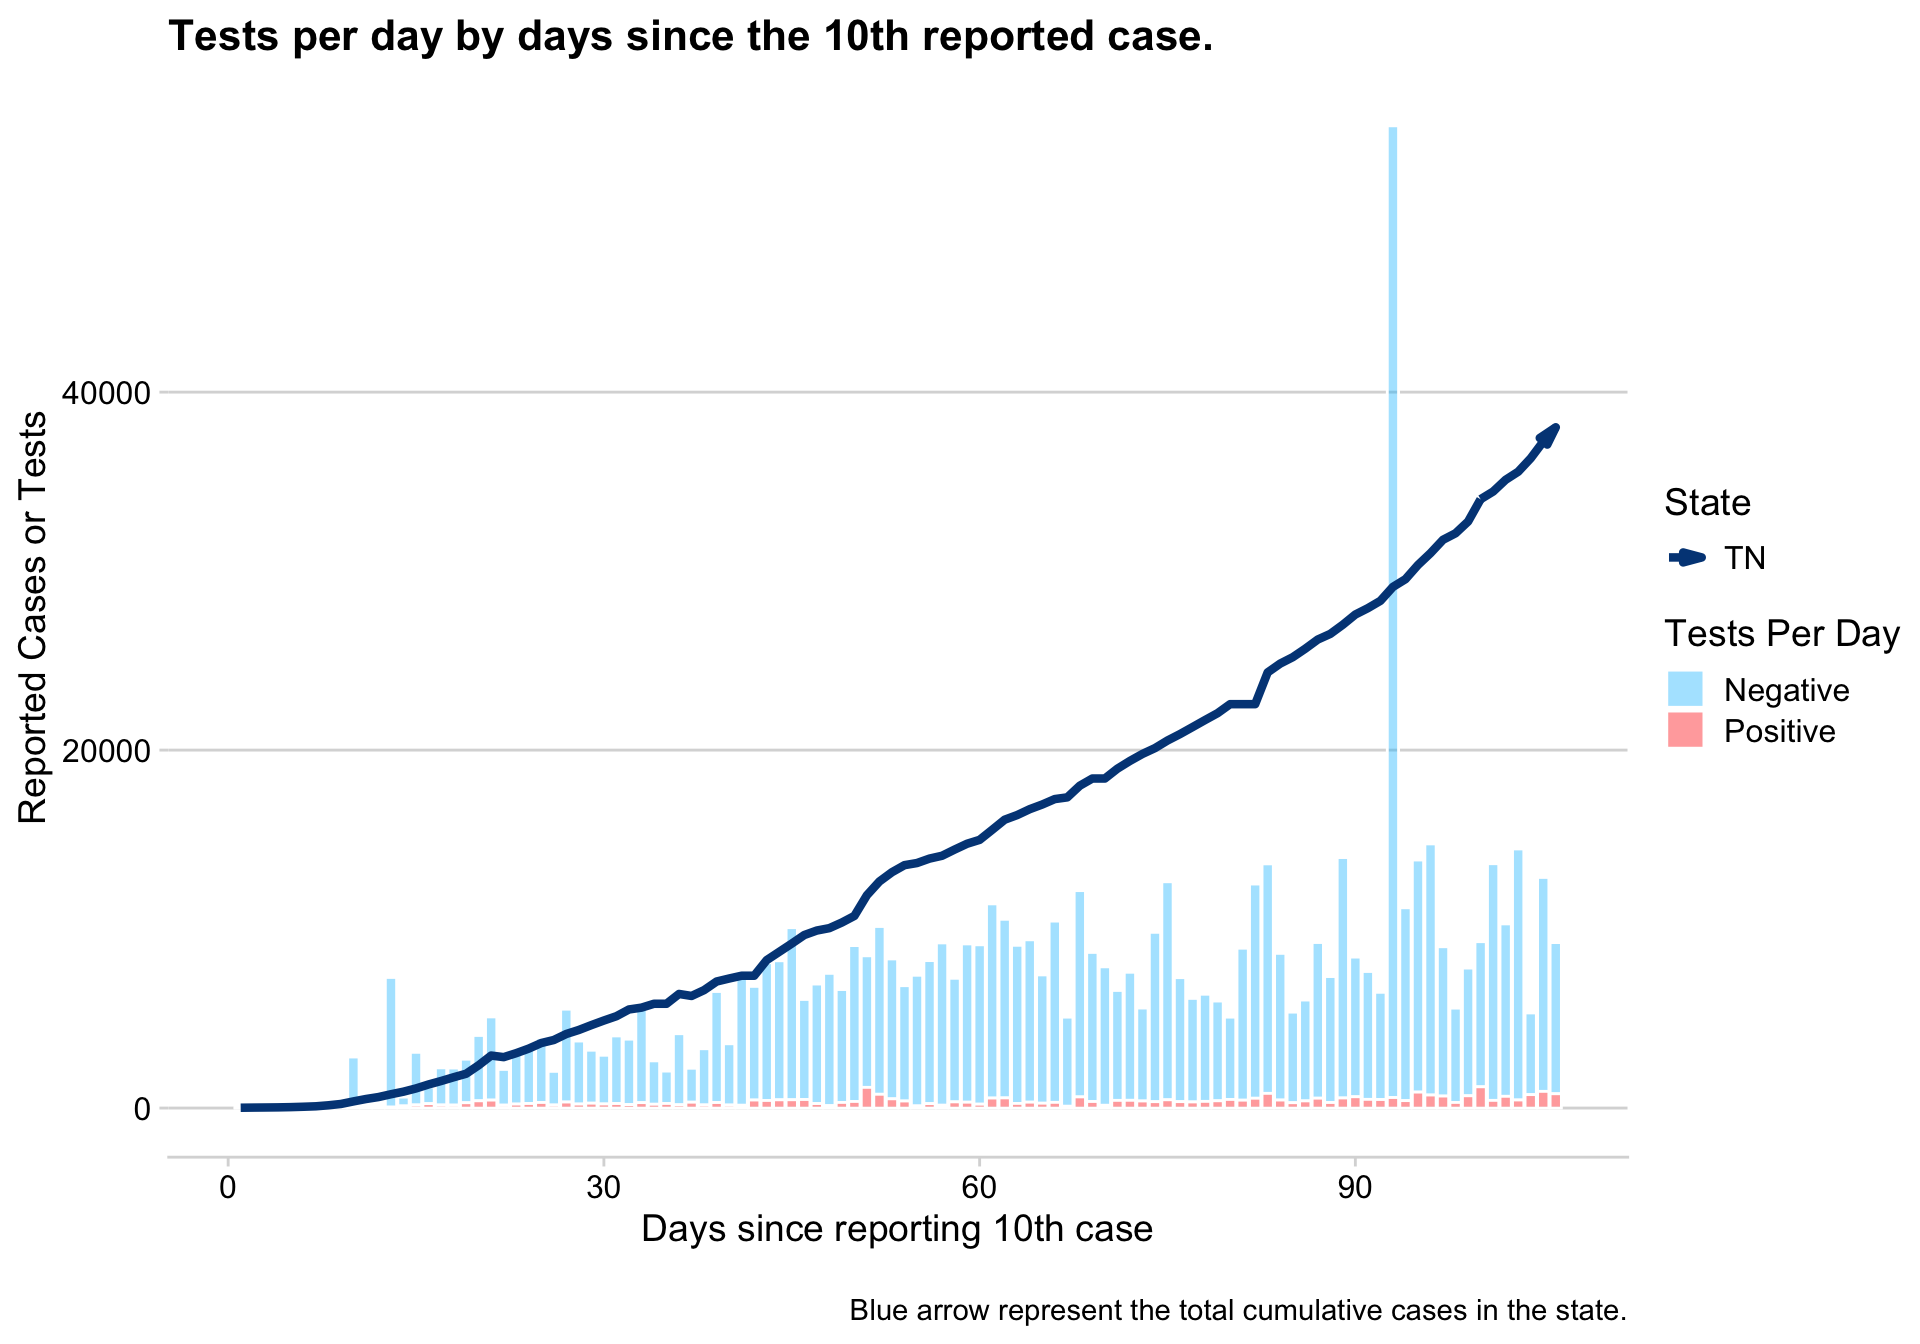 Tests per day by days since the 10th reported case.
Reported Cases or Tests
40000
20000
0
0 30 60 90
Days since reporting 10th case
State
TN
Tests Per Day
Negative
Positive
Blue arrow represent the total cumulative cases in the state.